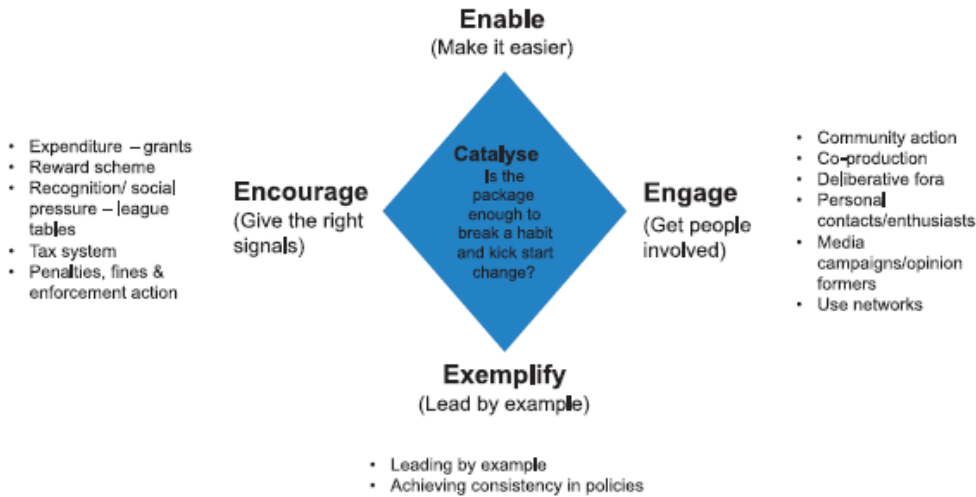 Enable
(Make it easier)
• Expenditure – grants
• Reward scheme
• Recognition/ social
pressure – league
tables
• Tax system
• Penalties, fines &
enforcement action
Encourage
(Give the right
signals)
Catalyse
Is the
package
enough to
break a habit
and kick start
change?
Engage
(Get people
involved)
• Community action
• Co-production
• Deliberative fora
• Personal
contacts/enthusiasts
• Media
campaigns/opinion
formers
• Use networks
Exemplify
(Lead by example)
• Leading by example
• Achieving consistency in policies